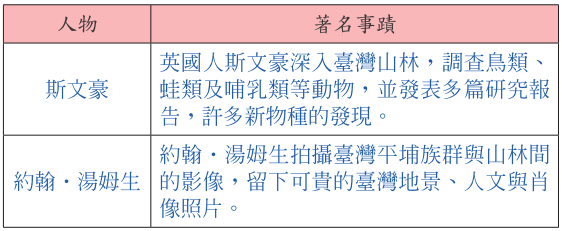 人物	著名事蹟
斯文豪
英國人斯文豪深入臺灣山林，調查鳥類、
蛙類及哺乳類等動物，並發表多篇研究報
告，許多新物種的發現。
約翰·湯姆生
約翰·湯姆生拍攝臺灣平埔族群與山林間
的影像，留下可貴的臺灣地景、人文與肖
像照片。